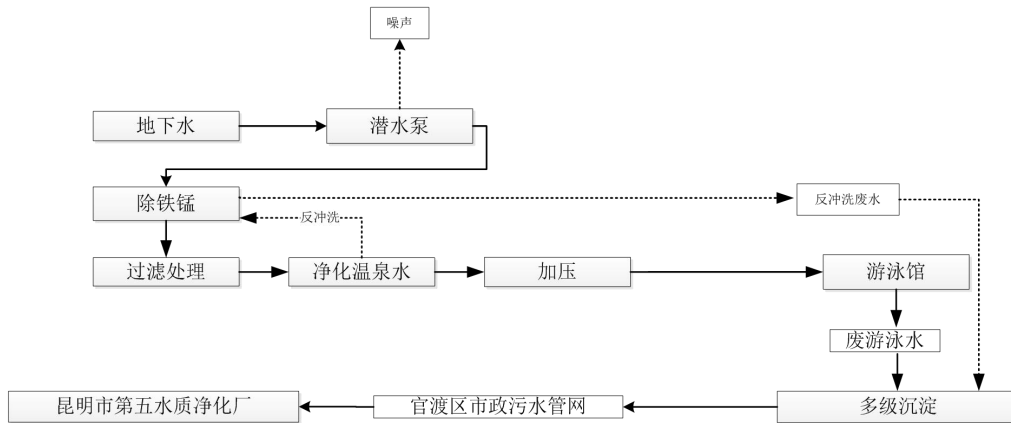 噪声
地下水
潜水泵
除铁锰
反冲洗废水
反冲洗
过滤处理
净化温泉水
加压
游泳馆
废游泳水
昆明市第五水质净化厂
官渡区市政污水管网
多级沉淀